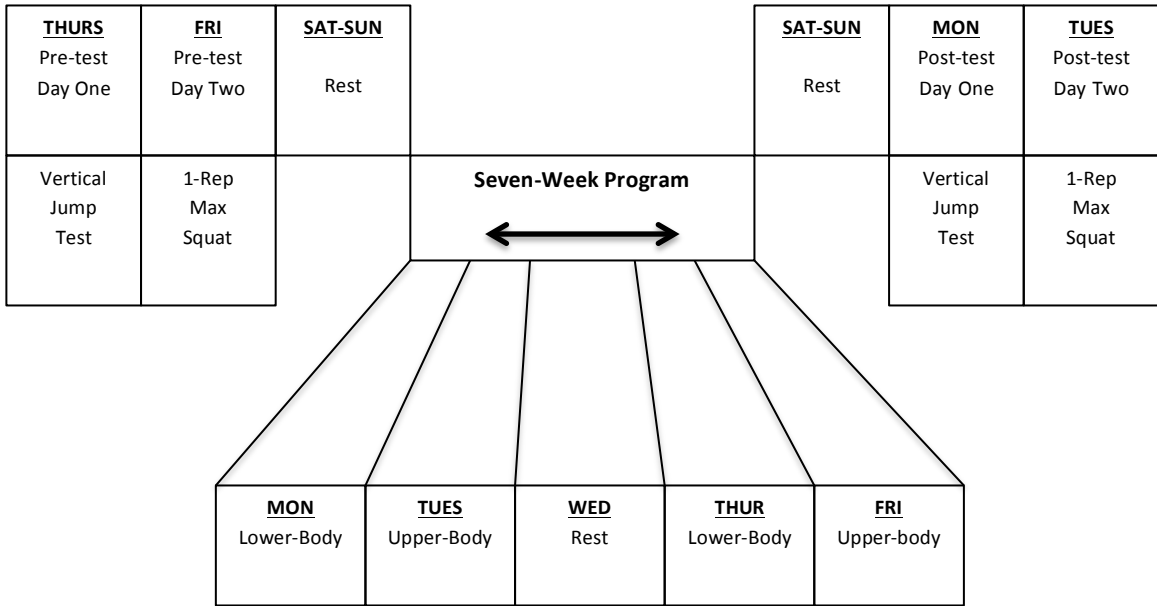 THURS
Pre-test
Day One
FRI
Pre-test
Day Two
SAT-SUN
Rest
SAT-SUN
Rest
MON
Post-test
Day One
TUES
Post-test
Day Two
Vertical
Jump
Test
1-Rep
Max
Squat
Seven-Week Program
Vertical
Jump
Test
1-Rep
Max
Squat
MON
Lower-Body
TUES
Upper-Body
WED
Rest
THUR
Lower-Body
FRI
Upper-body